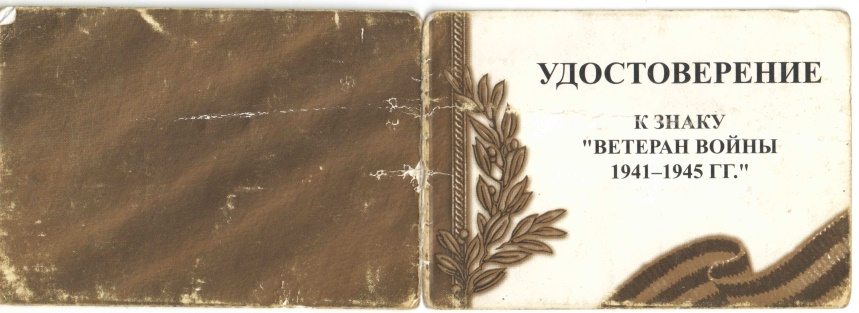 УДОСТОВЕРЕНИЕ
К ЗНАКУ
"ВЕТЕРАН ВОЙНЫ
1941–1945 ГГ."